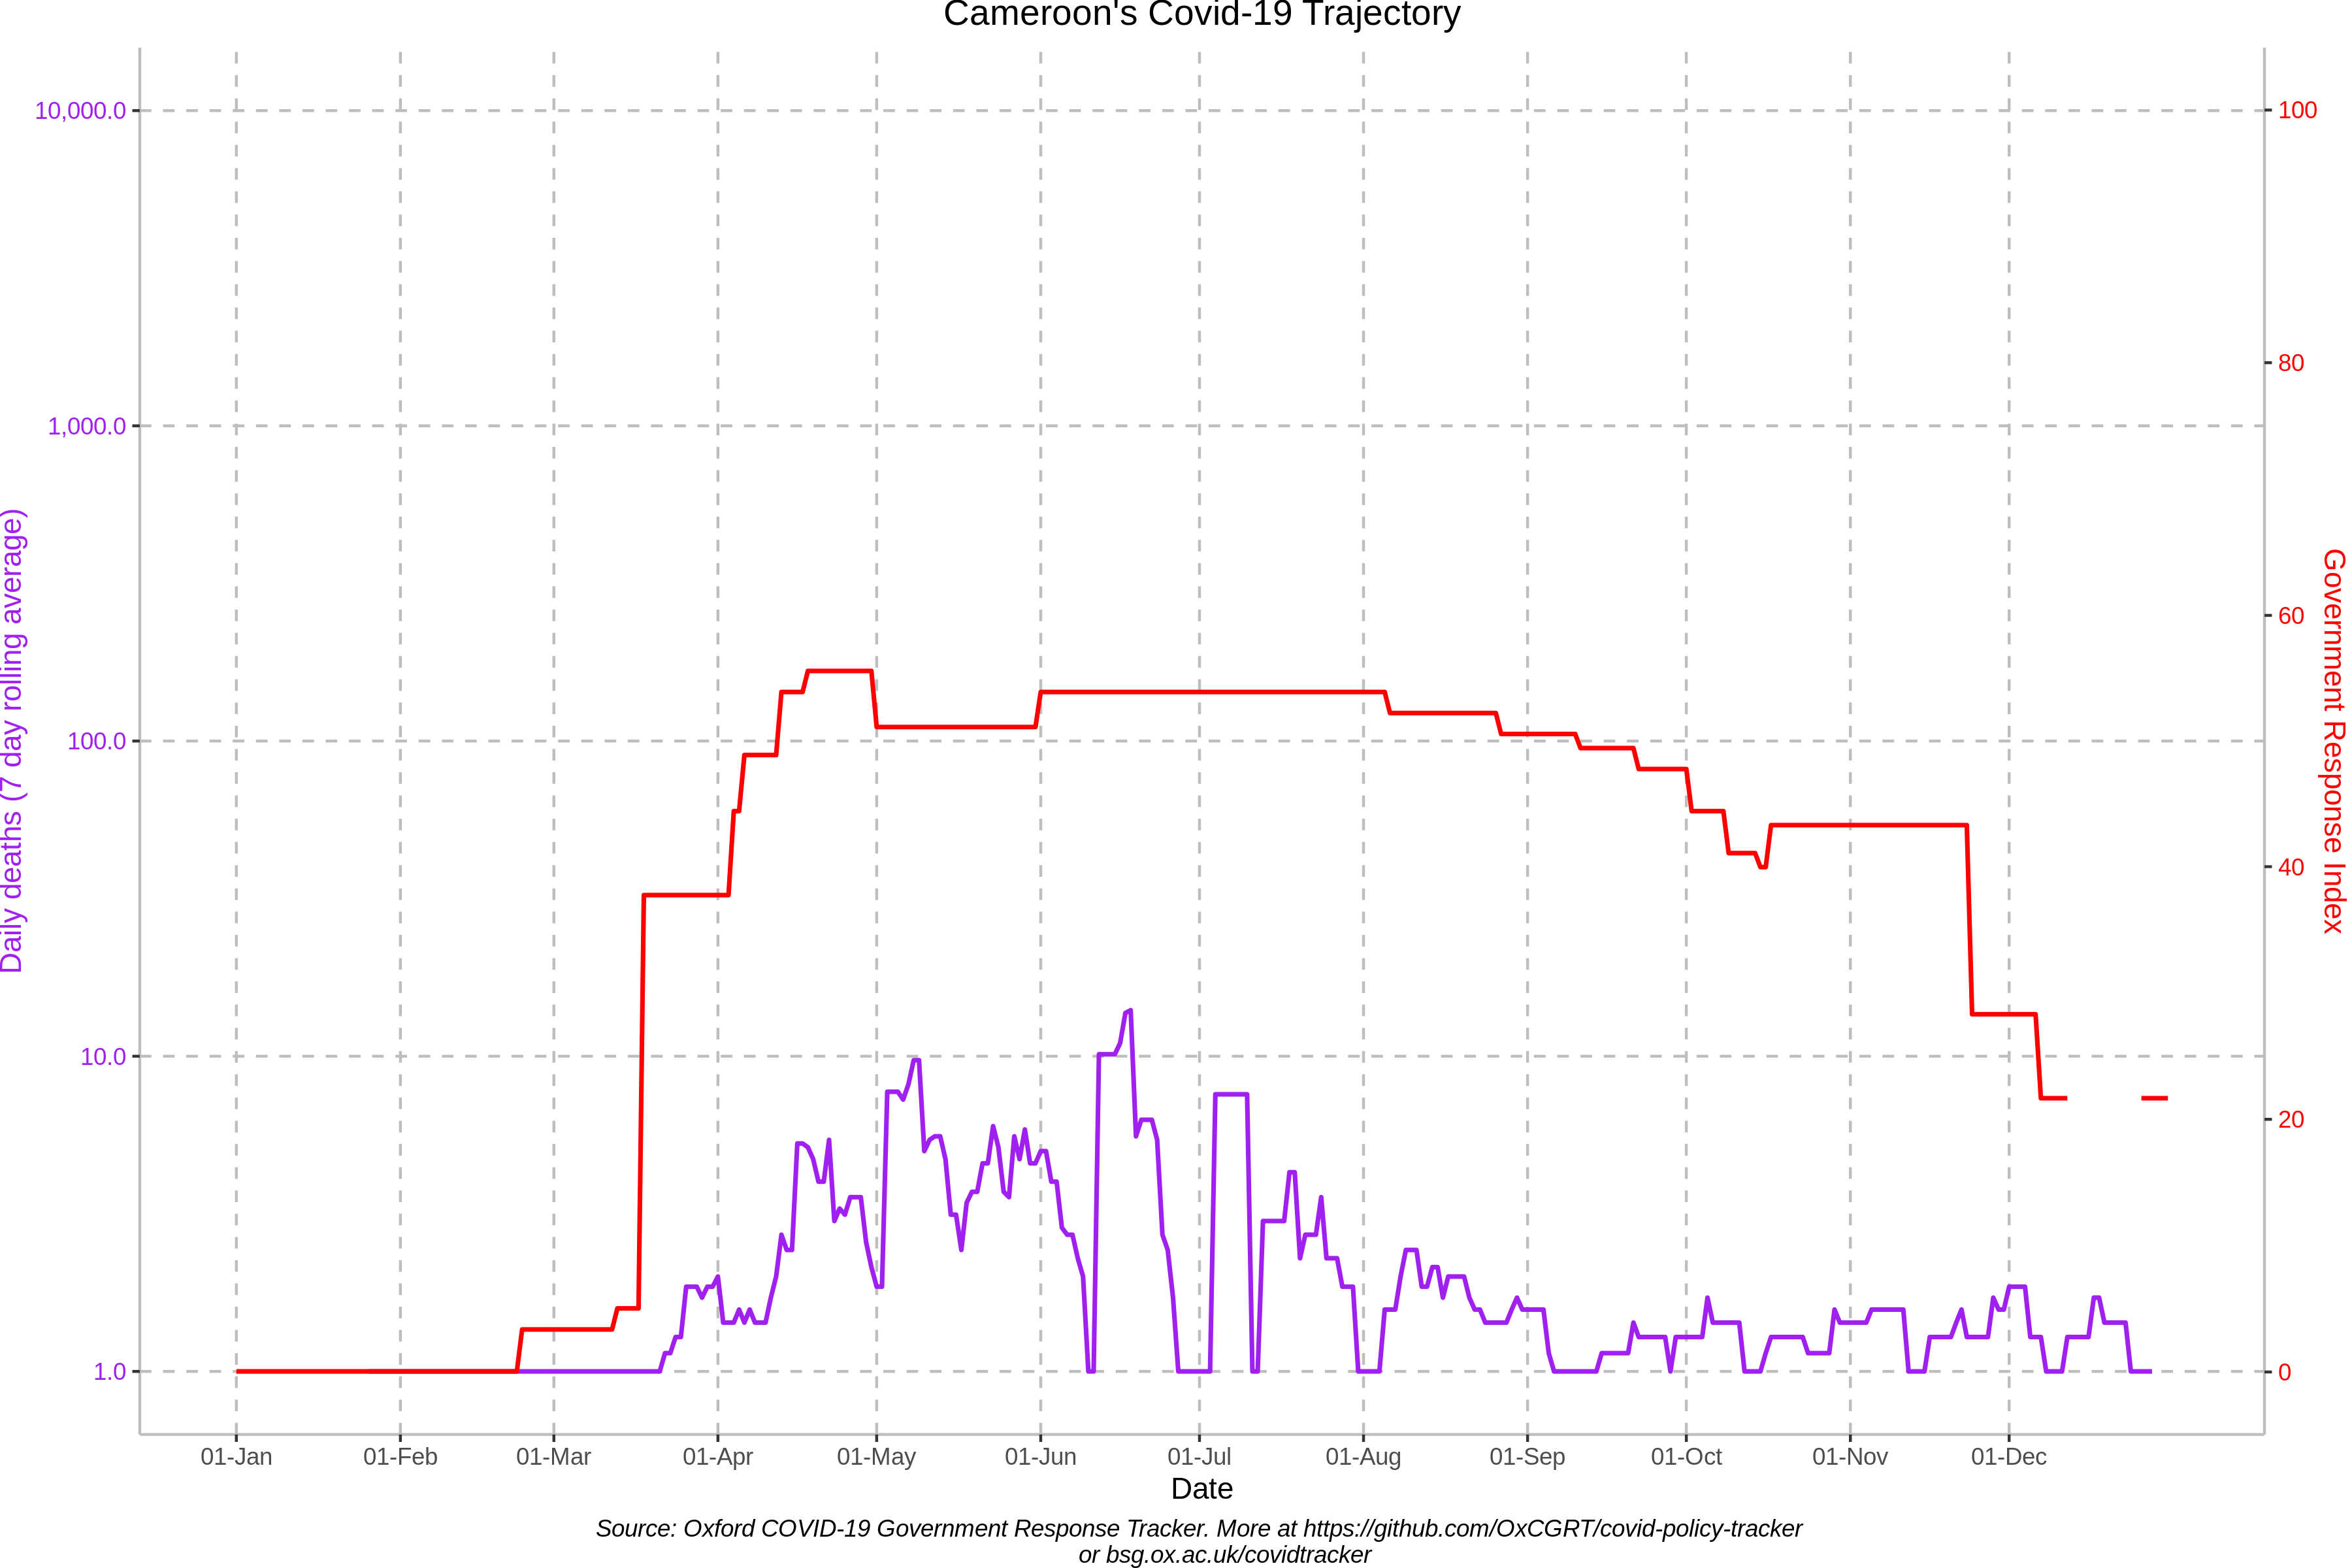 Cameroon's Covid-19 Trajectory
10,000.0
1,000.0
100.0
10.0
1.0
Daily deaths (7 day rolling average)
100
80
60
40
20
0
Government Response Index
01-Jan 01-Feb 01-Mar 01-Apr 01-May 01-Jun 01-Jul 01-Aug 01-Sep 01-Oct 01-Nov 01-Dec
Date
Source: Oxford COVID-19 Government Response Tracker. More at https://github.com/OxCGRT/covid-policy-tracker
or bsg.ox.ac.uk/covidtracker